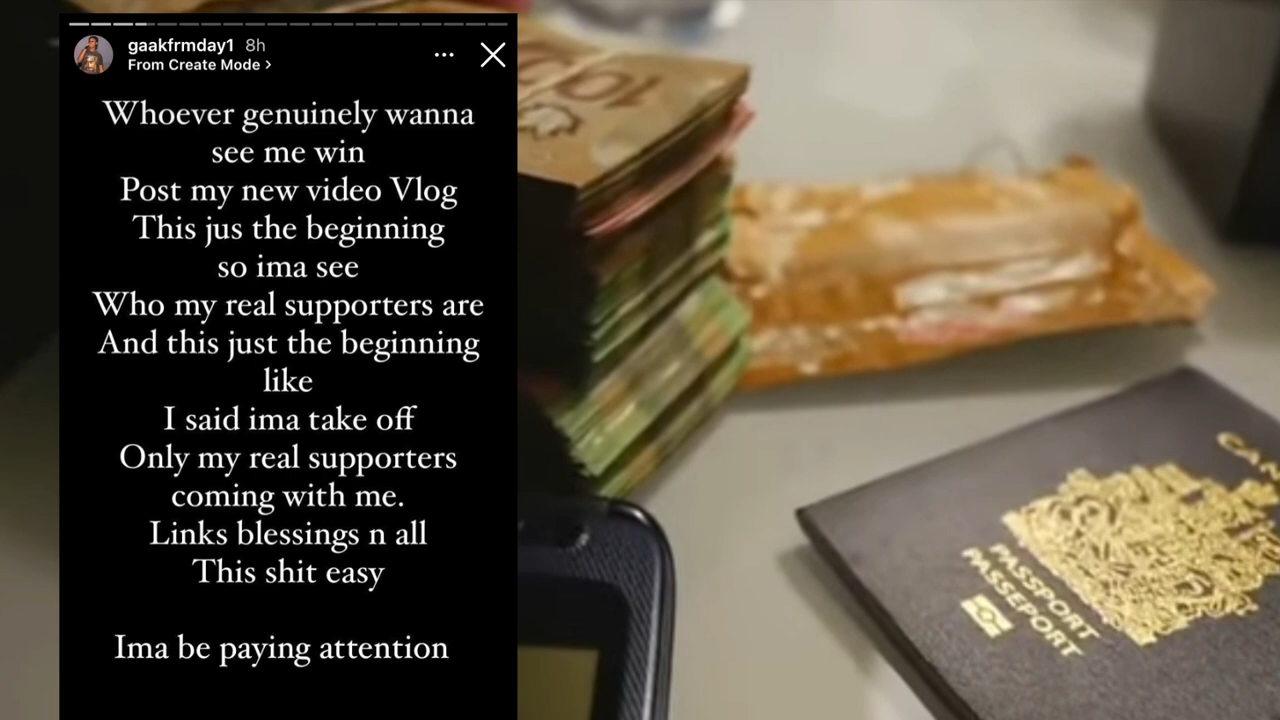 gaakfrmday1 8h
From Create Mode >
Whoever genuinely wanna
see me win
Post my new video Vlog
This jus the beginning
so ima see
Who my real supporters are
And this just the beginning
like
I said ima take off
Only my real supporters
coming with me.
Links blessings n all
This shit easy
Ima be paying attention
100
PASSPORT
PASSEPORT